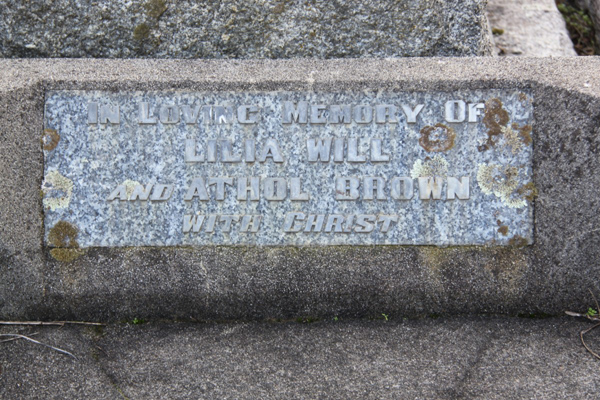 In Loving Memory Of
LILIA WILL
AND ATHOL BROWN
WITH CHRIST